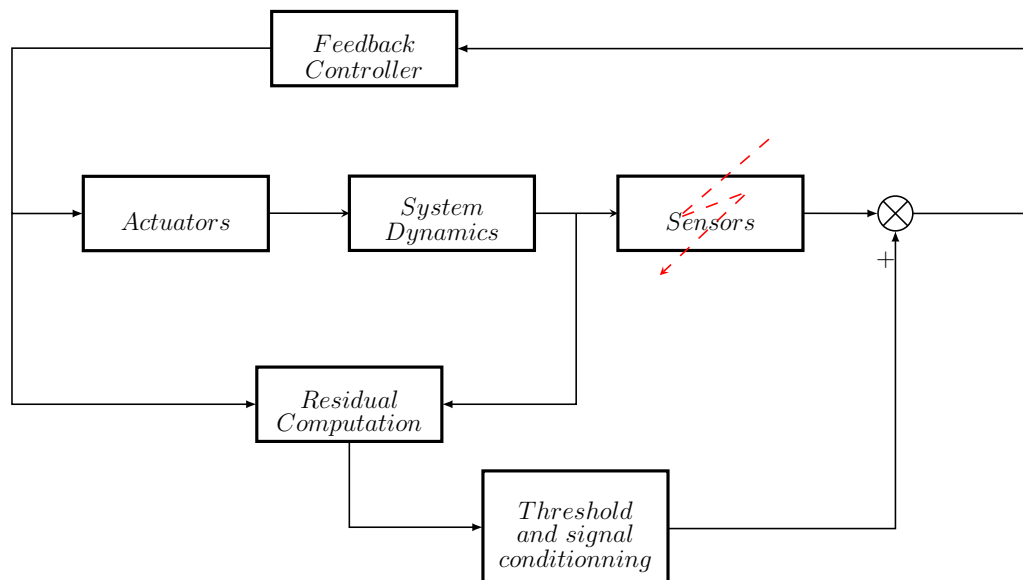 Feedback
Controller
Actuators
System
Dynamics
Sensors
+
Residual
Computation
Threshold
and signal
conditionning